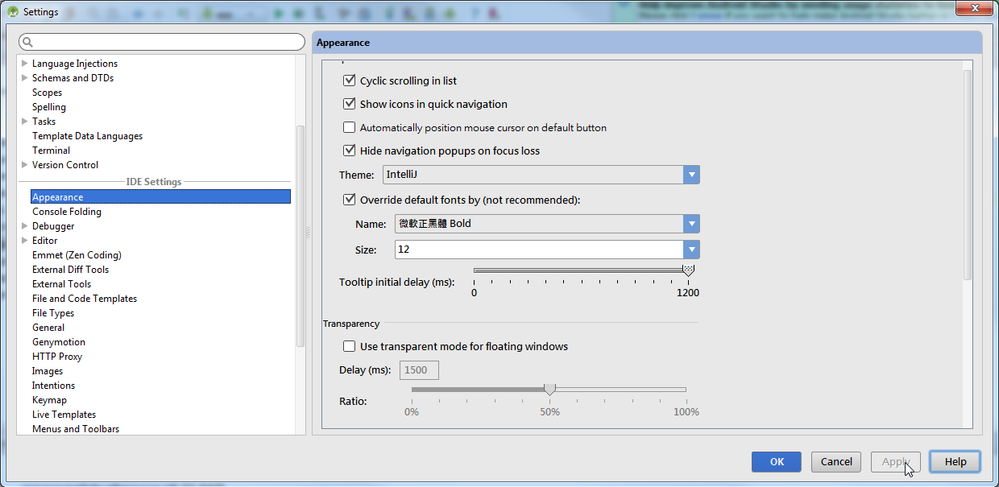 Settings
Language Injections
Schemas and DTDs
Scopes
Spelling
Tasks
Template Data Languages
Terminal
Version Control
IDE Settings
Appearance
Console Folding
Debugger
Editor
Emmet (Zen Coding)
External Diff Tools
External Tools
File and Code Templates
File Types
General
Genymotion
HTTP Proxy
Images
Intentions
Keymap
Live Templates
Menus and Toolbars
Appearance
Cyclic scrolling in list
Show icons in quick navigation
Automatically position mouse cursor on default button
Hide navigation popups on focus loss
Theme: IntelliJ
Override default fonts by (not recommended):
Name: 微軟正黑體 Bold
Size: 12
Tooltip initial delay (ms):
0 1200
Transparency
Use transparent mode for floating windows
Delay (ms): 1500
Ratio:
0% 50% 100%
OK Cancel Apply Help